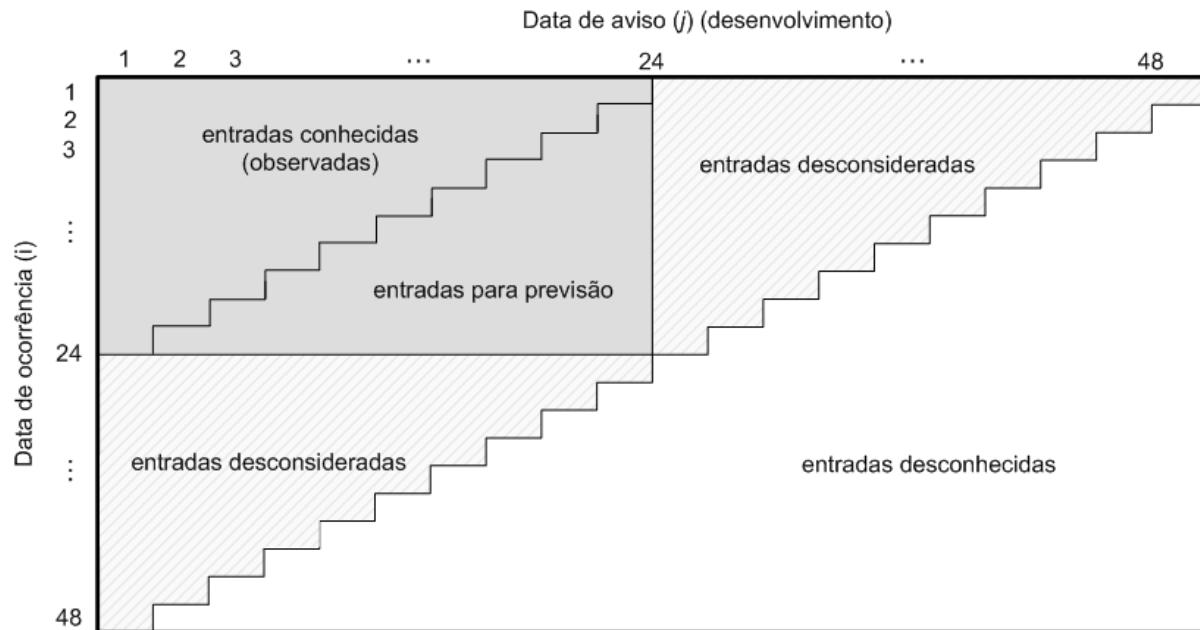 Data de aviso (j) (desenvolvimento)
1 2 3 ... 24 ... 48
1
2
3
⋮
24
⋮
48
Data de ocorrência (i)
entradas conhecidas
(observadas)
entradas desconsideradas
entradas para previsão
entradas desconsideradas
entradas desconhecidas